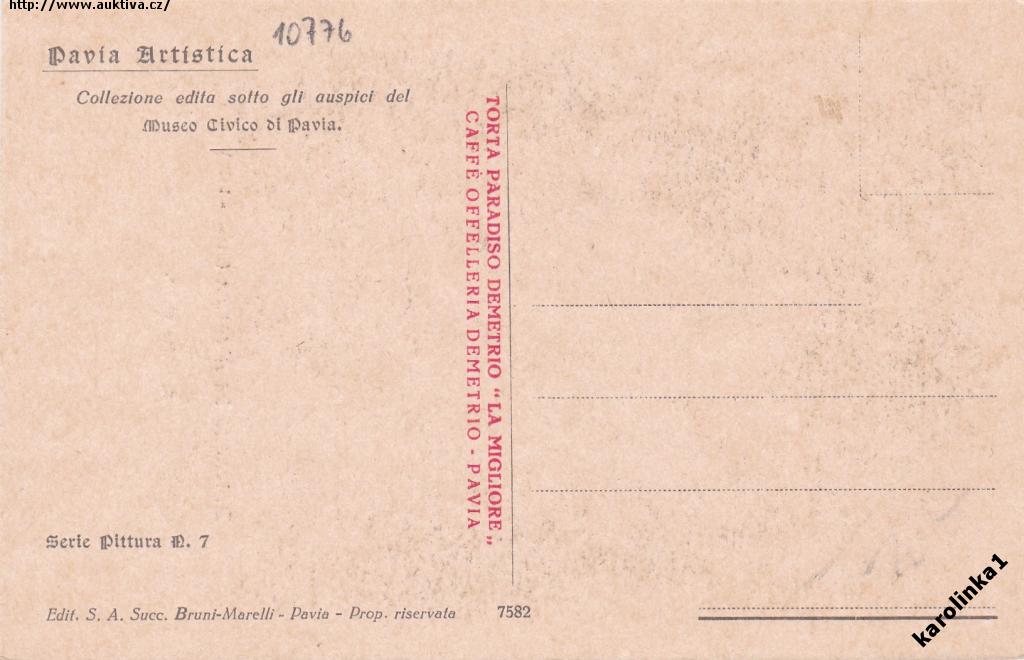 http://www.auktiva.cz/
10776
Pavia Artistica
Collezione edita sotto gli auspici del
Museo Civico di Pavia.
TORTA PARADISO DEMETRIO “LA MIGLIORE„
CAFFÈ OFFELLERIA DEMETRIO - PAVIA
Serie Pittura N. 7
Edit. S. A. Succ. Bruni-Marelli - Pavia - Prop. riservata 7582
karolinka1